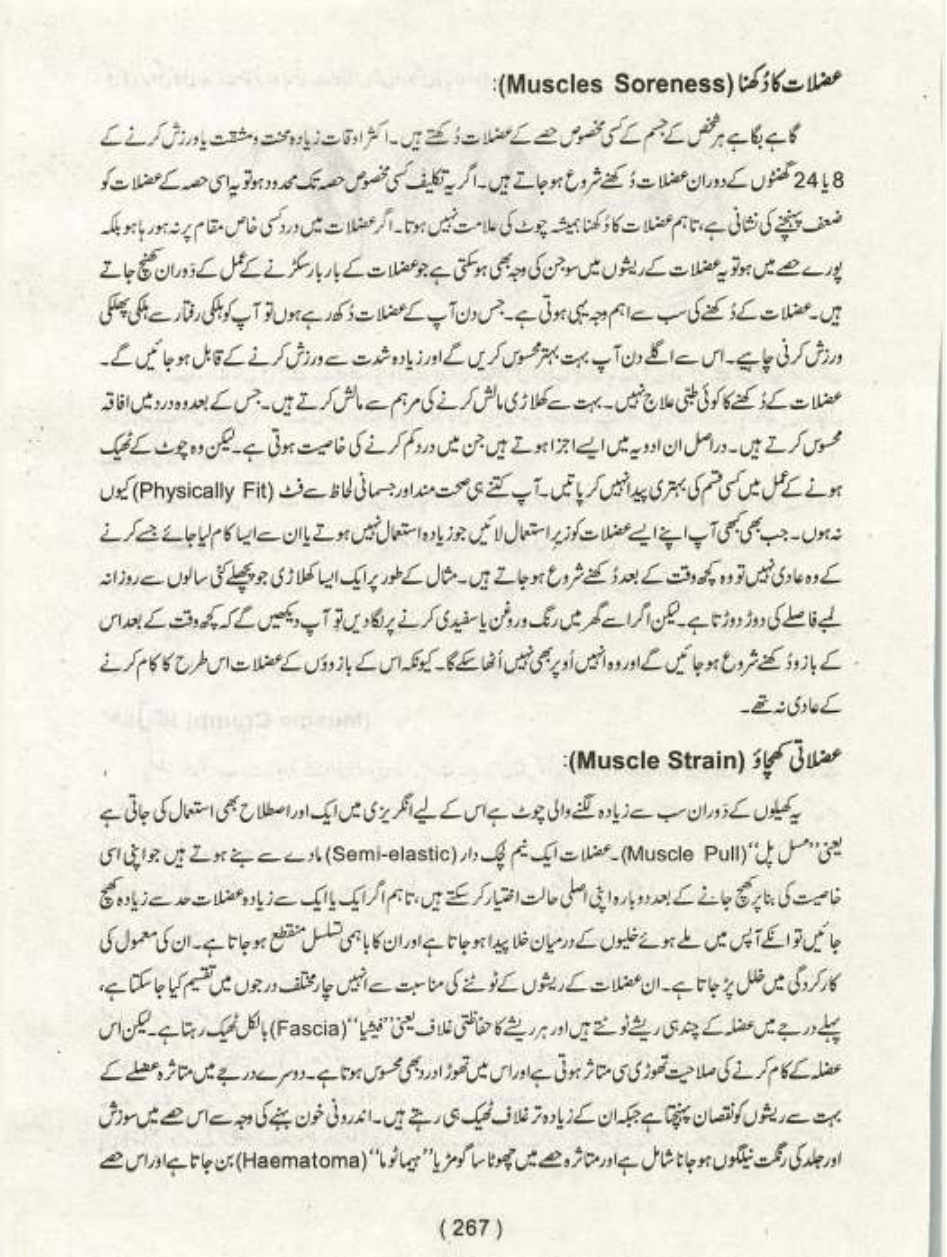 عضلات کا دُکھنا (Muscles Soreness):
گاہے بگاہے ہر شخص کے جسم کے کسی مخصوص حصے کے عضلات دُکھتے ہیں۔ اکثر اوقات زیادہ محنت و مشقت یا ورزش کرنے کے
8 یا 24 گھنٹوں کے دوران عضلات دُکھنے شروع ہو جاتے ہیں۔ اگر یہ تکلیف کسی مخصوص حصہ تک محدود ہو تو یہ اسی حصہ کے عضلات کو
ضعف پہنچنے کی نشانی ہے، تاہم عضلات کا دُکھنا ہمیشہ چوٹ کی علامت نہیں ہوتا۔ اگر عضلات میں درد کسی خاص مقام پر نہ ہو رہا ہو بلکہ
پورے حصے میں ہو تو یہ عضلات کے ریشوں میں سوجن کی وجہ بھی ہو سکتی ہے جو عضلات کے بار بار سکڑنے کے عمل کے دَوران کھنچ جاتے
ہیں۔ عضلات کے دُکھنے کی سب سے اہم وجہ یہی ہوتی ہے۔ جس دن آپ کے عضلات دُکھ رہے ہوں تو آپ کو ہلکی رفتار سے ہلکی پھلکی
ورزش کرنی چاہیے۔ اس سے اگلے دن آپ بہت بہتر محسوس کریں گے اور زیادہ شدت سے ورزش کرنے کے قابل ہو جائیں گے۔
عضلات کے دُکھنے کا کوئی طبی علاج نہیں۔ بہت سے کھلاڑی مالش کرنے کی مرہم سے مالش کرتے ہیں۔ جس کے بعد وہ درد میں افاقہ
محسوس کرتے ہیں۔ دراصل ان ادویہ میں ایسے اجزا ہوتے ہیں جن میں درد کم کرنے کی خاصیت ہوتی ہے۔ لیکن وہ چوٹ کے ٹھیک
ہونے کے عمل میں کسی قسم کی بہتری پیدا نہیں کر پاتیں۔ آپ کتنے ہی صحت مند اور جسمانی لحاظ سے فٹ (Physically Fit) کیوں
نہ ہوں۔ جب بھی کبھی آپ اپنے ایسے عضلات کو زیر استعمال لائیں جو زیادہ استعمال نہیں ہوتے یا ان سے ایسا کام لیا جائے جسے کرنے
کے وہ عادی نہیں تو وہ کچھ وقت کے بعد دُکھنے شروع ہو جاتے ہیں۔ مثال کے طور پر ایک ایسا کھلاڑی جو پچھلے کئی سالوں سے روزانہ
لمبے فاصلے کی دوڑ دوڑتا ہے۔ لیکن اگر اسے گھر میں رنگ و روغن یا سفیدی کرنے پر لگا دیں تو آپ دیکھیں گے کہ کچھ وقت کے بعد اس
کے بازو دُکھنے شروع ہو جائیں گے اور وہ انہیں اُوپر بھی نہیں اُٹھا سکے گا۔ کیونکہ اس کے بازوؤں کے عضلات اس طرح کا کام کرنے
کے عادی نہ تھے۔
عضلاتی کھچاؤ (Muscle Strain):
یہ کھیلوں کے دَوران سب سے زیادہ لگنے والی چوٹ ہے اس کے لیے انگریزی میں ایک اور اصطلاح بھی استعمال کی جاتی ہے
یعنی ”مسل پل“ (Muscle Pull)۔ عضلات ایک نیم لچک دار (Semi-elastic) مادے سے بنے ہوتے ہیں جو اپنی اسی
خاصیت کی بنا پر کھچ جانے کے بعد دوبارہ اپنی اصلی حالت اختیار کر سکتے ہیں، تاہم اگر ایک یا ایک سے زیادہ عضلات حد سے زیادہ کھچ
جائیں تو انکے آپس میں ملے ہوئے خلیوں کے درمیان خلا پیدا ہو جاتا ہے اور ان کا باہمی تسلسل منقطع ہو جاتا ہے۔ ان کی معمول کی
کارکردگی میں خلل پڑ جاتا ہے۔ ان عضلات کے ریشوں کے ٹوٹنے کی مناسبت سے انہیں چار مختلف درجوں میں تقسیم کیا جا سکتا ہے،
پہلے درجے میں عضلہ کے چند ہی ریشے ٹوٹتے ہیں اور ہر ریشے کا حفاظتی غلاف یعنی ”فیشیا“ (Fascia) بالکل ٹھیک رہتا ہے۔ لیکن اس
عضلہ کے کام کرنے کی صلاحیت تھوڑی سی متاثر ہوتی ہے اور اس میں تھوڑا درد بھی محسوس ہوتا ہے۔ دوسرے درجے میں متاثرہ عضلے کے
بہت سے ریشوں کو نقصان پہنچتا ہے جبکہ ان کے زیادہ تر غلاف ٹھیک ہی رہتے ہیں۔ اندرونی خون بہنے کی وجہ سے اس حصے میں سوزش
اور جلد کی رنگت نیلگوں ہو جانا شامل ہے اور متاثرہ حصے میں چھوٹا سا گومڑ یا ”ہیماٹوما“ (Haematoma) بن جاتا ہے اور اس حصے
( 267 )